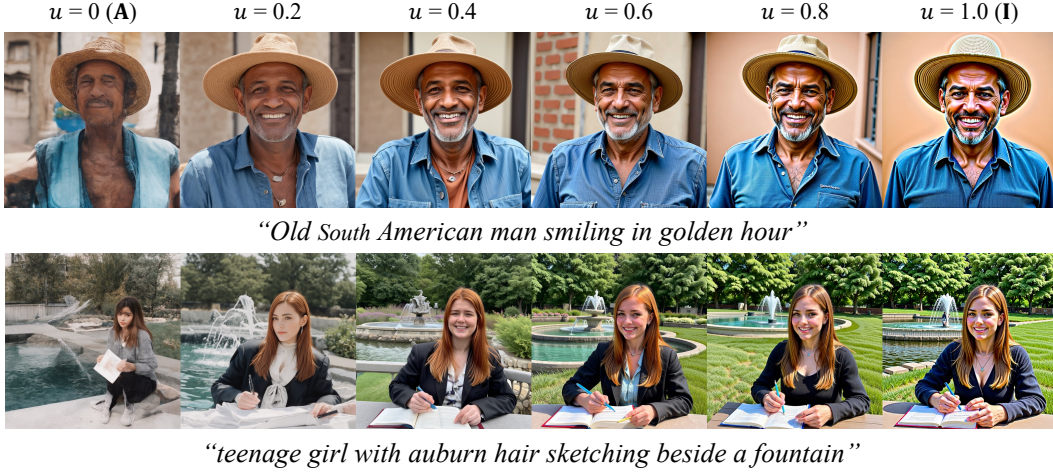 u = 0 (A) u = 0.2 u = 0.4 u = 0.6 u = 0.8 u = 1.0 (I)
“Old South American man smiling in golden hour”
“teenage girl with auburn hair sketching beside a fountain”